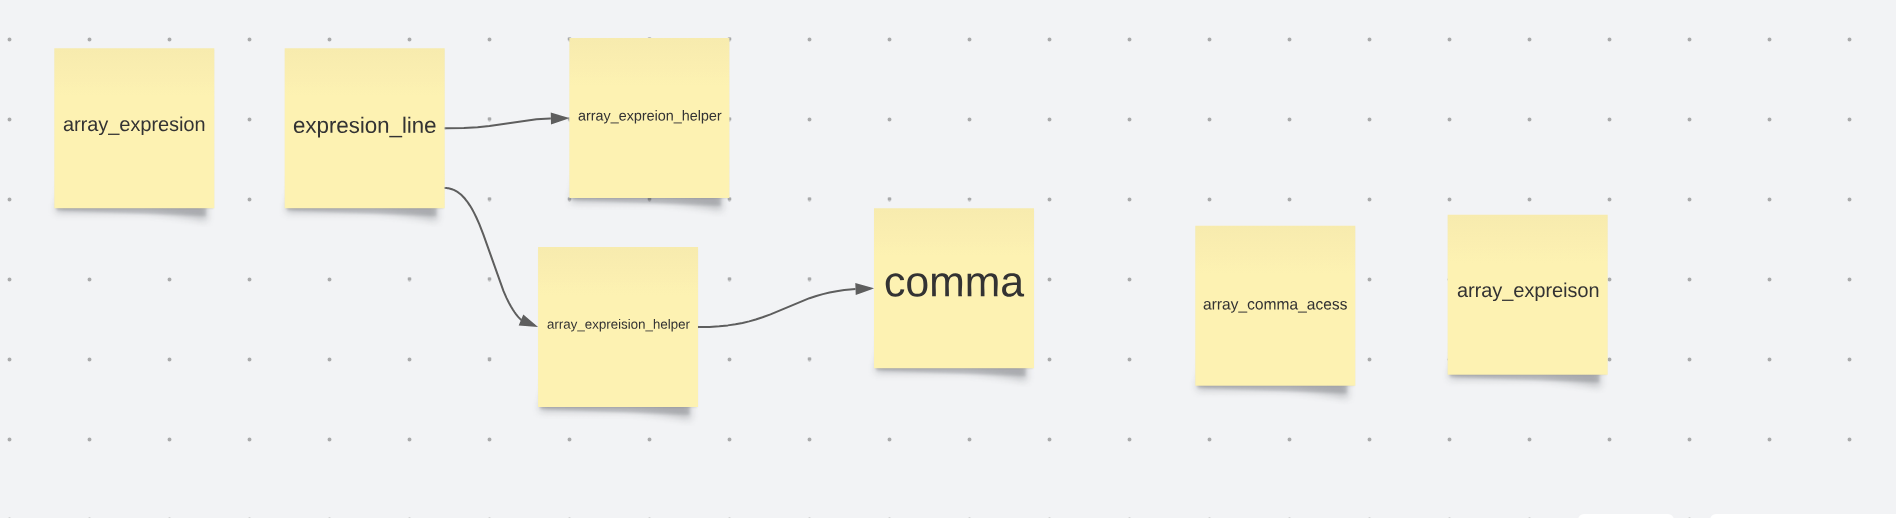 array_expresion
expresion_line
array_expreion_helper
array_expreision_helper
comma
array_comma_acess
array_expreison